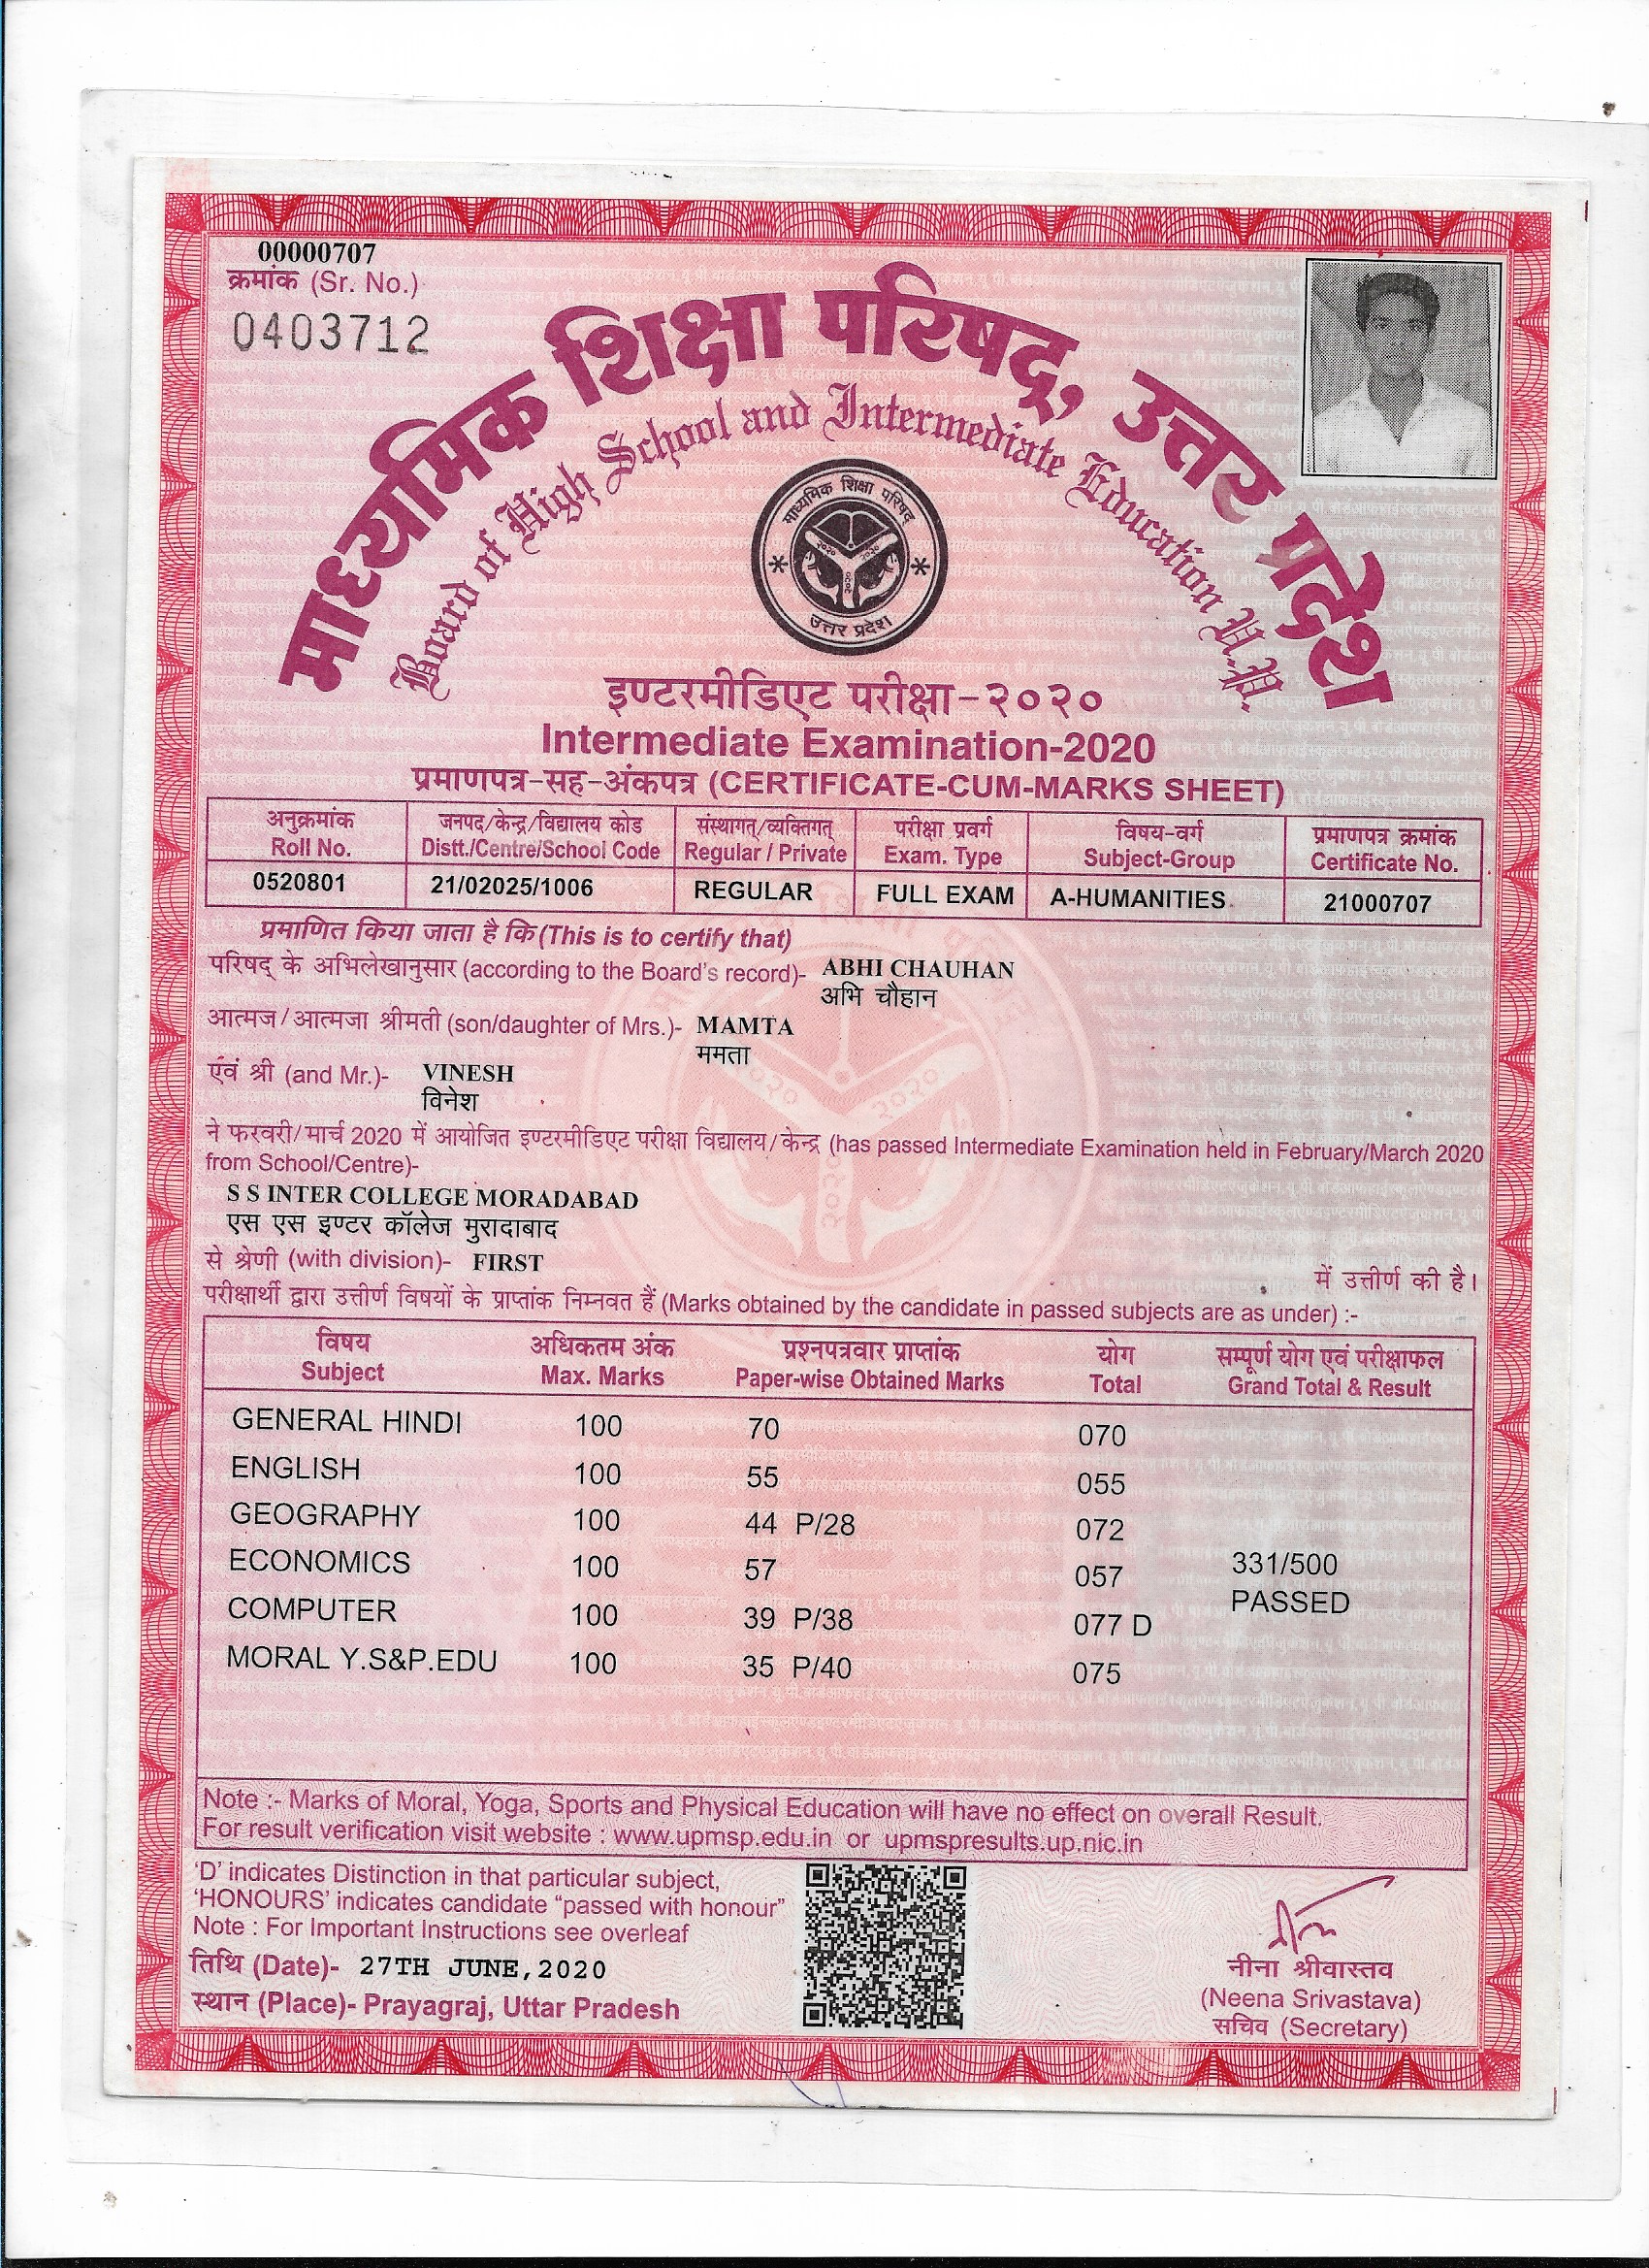 00000707
क्रमांक (Sr. No.)
0403712
माध्यमिक शिक्षा परिषद्, उत्तर प्रदेश
Board of High School and Intermediate Education U.P.
माध्यमिक शिक्षा परिषद्
उत्तर प्रदेश
इण्टरमीडिएट परीक्षा-२०२०
Intermediate Examination-2020
प्रमाणपत्र-सह-अंकपत्र (CERTIFICATE-CUM-MARKS SHEET)
अनुक्रमांक जनपद/केन्द्र/विद्यालय कोड संस्थागत/व्यक्तिगत् परीक्षा प्रवर्ग विषय-वर्ग प्रमाणपत्र क्रमांक
Roll No. Distt./Centre/School Code Regular / Private Exam. Type Subject-Group Certificate No.
0520801 21/02025/1006 REGULAR FULL EXAM A-HUMANITIES 21000707
प्रमाणित किया जाता है कि (This is to certify that)
परिषद् के अभिलेखानुसार (according to the Board's record)- ABHI CHAUHAN
अभि चौहान
आत्मज/आत्मजा श्रीमती (son/daughter of Mrs.)- MAMTA
ममता
एंवं श्री (and Mr.)- VINESH
विनेश
ने फरवरी/मार्च 2020 में आयोजित इण्टरमीडिएट परीक्षा विद्यालय/केन्द्र (has passed Intermediate Examination held in February/March 2020
from School/Centre)-
S S INTER COLLEGE MORADABAD
एस एस इण्टर कॉलेज मुरादाबाद
से श्रेणी (with division)- FIRST में उत्तीर्ण की है।
परीक्षार्थी द्वारा उत्तीर्ण विषयों के प्राप्तांक निम्नवत हैं (Marks obtained by the candidate in passed subjects are as under) :-
विषय अधिकतम अंक प्रश्नपत्रवार प्राप्तांक योग सम्पूर्ण योग एवं परीक्षाफल
Subject Max. Marks Paper-wise Obtained Marks Total Grand Total & Result
GENERAL HINDI 100 70 070
ENGLISH 100 55 055
GEOGRAPHY 100 44 P/28 072
ECONOMICS 100 57 057 331/500
COMPUTER 100 39 P/38 077 D PASSED
MORAL Y.S&P.EDU 100 35 P/40 075
Note :- Marks of Moral, Yoga, Sports and Physical Education will have no effect on overall Result.
For result verification visit website : www.upmsp.edu.in or upmspresults.up.nic.in
'D' indicates Distinction in that particular subject,
'HONOURS' indicates candidate "passed with honour"
Note : For Important Instructions see overleaf
तिथि (Date)- 27TH JUNE, 2020
स्थान (Place)- Prayagraj, Uttar Pradesh
नीना श्रीवास्तव
(Neena Srivastava)
सचिव (Secretary)